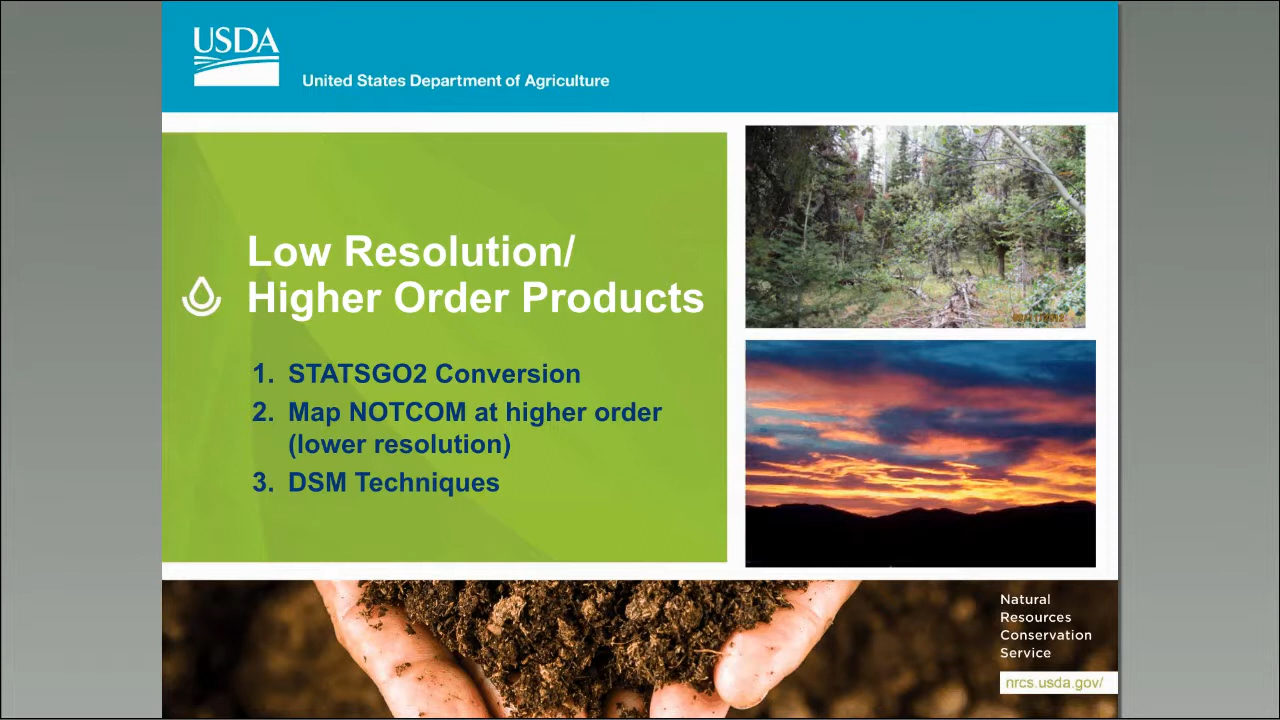 USDA
United States Department of Agriculture
Low Resolution/
Higher Order Products
1. STATSGO2 Conversion
2. Map NOTCOM at higher order
(lower resolution)
3. DSM Techniques
Natural
Resources
Conservation
Service
nrcs.usda.gov/